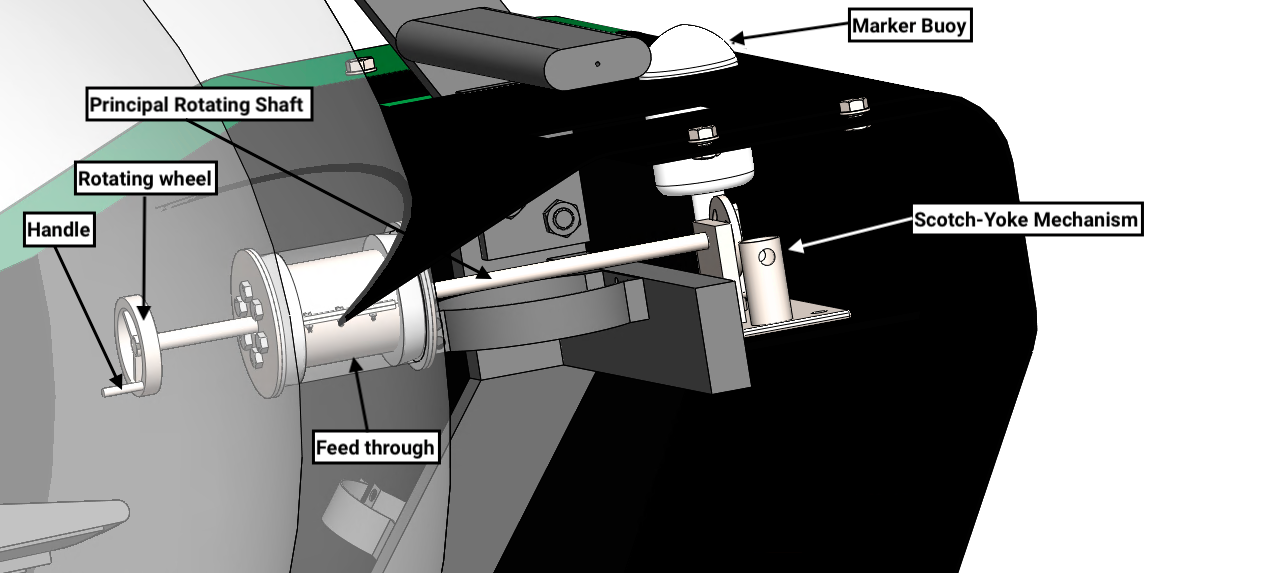 Marker Buoy
Principal Rotating Shaft
Rotating wheel
Handle
Scotch-Yoke Mechanism
Feed through